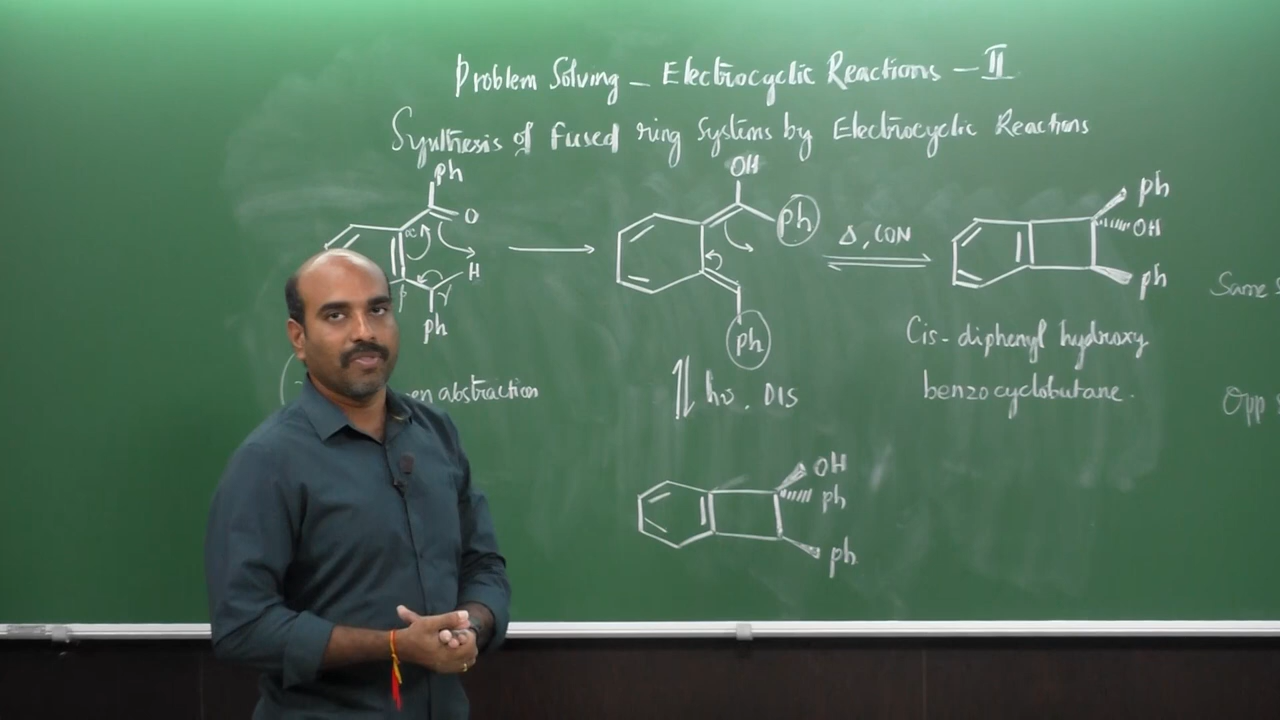 Problem Solving – Electrocyclic Reactions – II
Synthesis of Fused ring Systems by Electrocyclic Reactions
Ph
O
α
H
β
γ
Ph
en abstraction
OH
Ph
Ph
Δ, CON
Ph
OH
Ph
Cis-diphenyl hydroxy
benzocyclobutane.
Same
Opp
hν, DIS
OH
Ph
Ph